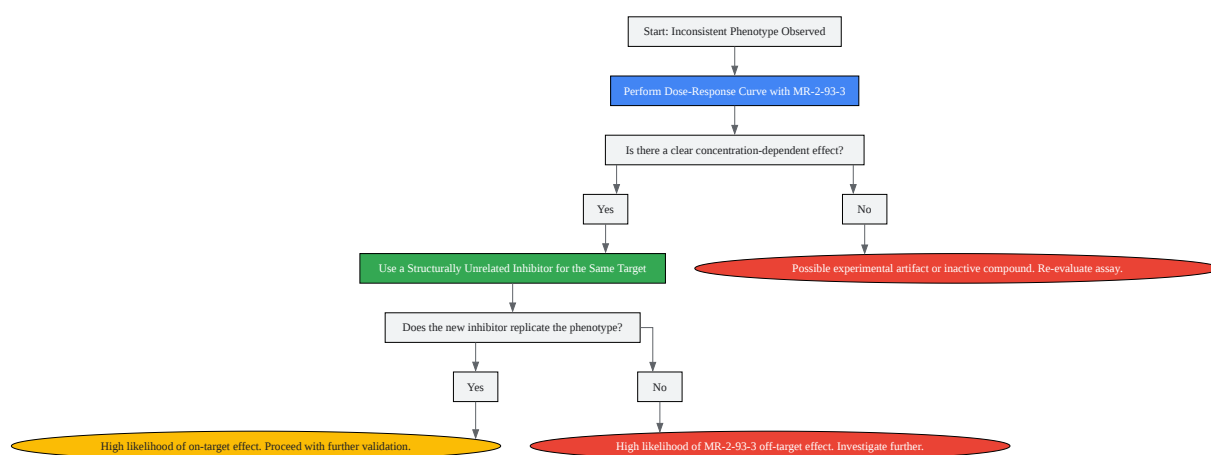 Start: Inconsistent Phenotype Observed
Perform Dose-Response Curve with MR-2-93-3
Is there a clear concentration-dependent effect?
Yes
No
Use a Structurally Unrelated Inhibitor for the Same Target
Possible experimental artifact or inactive compound. Re-evaluate assay.
Does the new inhibitor replicate the phenotype?
Yes
No
High likelihood of on-target effect. Proceed with further validation.
High likelihood of MR-2-93-3 off-target effect. Investigate further.